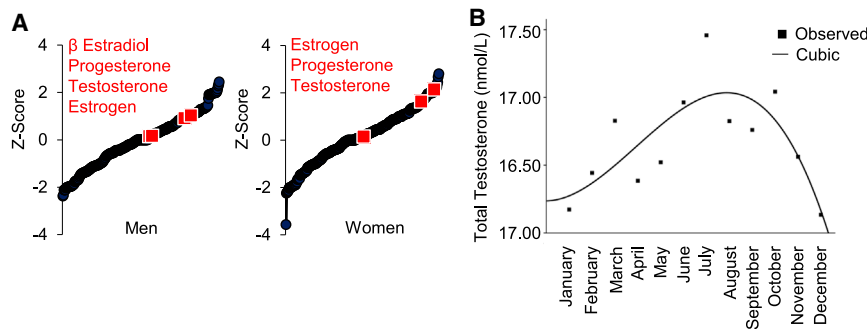 A
β Estradiol
Progesterone
Testosterone
Estrogen
Z-Score
4
2
0
-2
-4
Men
Estrogen
Progesterone
Testosterone
Z-Score
4
2
0
-2
-4
Women
B
Total Testosterone (nmol/L)
17.50
17.00
16.50
17.00
Observed
Cubic
January
February
March
April
May
June
July
August
September
October
November
December